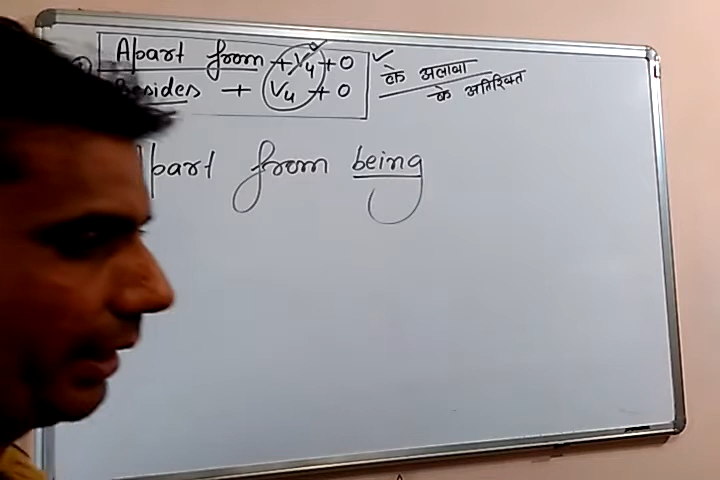 Apart from + V4 + O ✓ के अलावा
Besides + V4 + O के अतिरिक्त
Apart from being